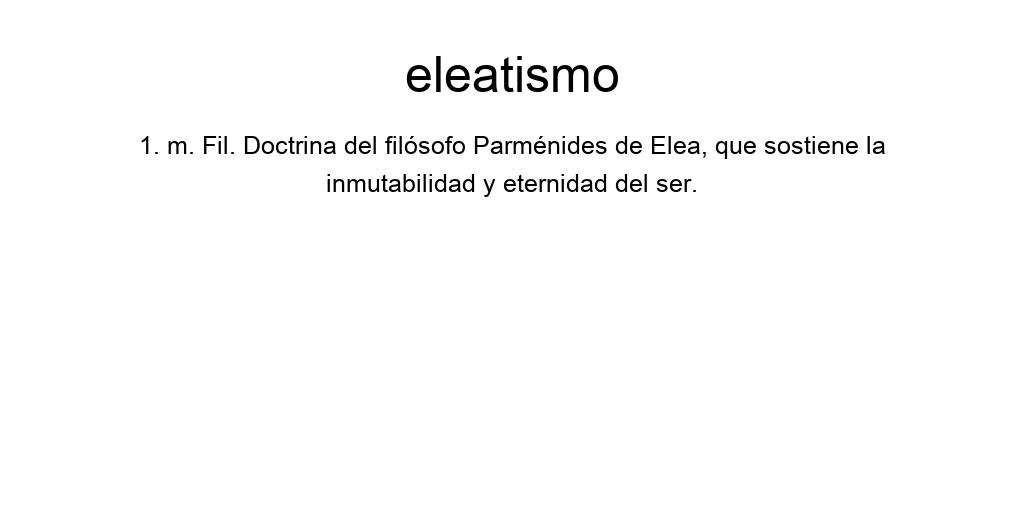 eleatismo
1. m. Fil. Doctrina del filósofo Parménides de Elea, que sostiene la
inmutabilidad y eternidad del ser.